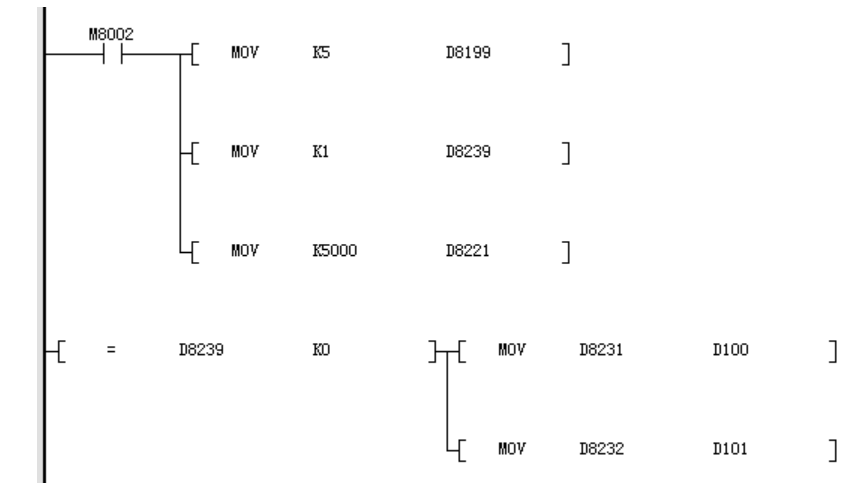 M8002
[ MOV K5 D8199 ]
[ MOV K1 D8239 ]
[ MOV K5000 D8221 ]
[ = D8239 K0 ] [ MOV D8231 D100 ]
[ MOV D8232 D101 ]